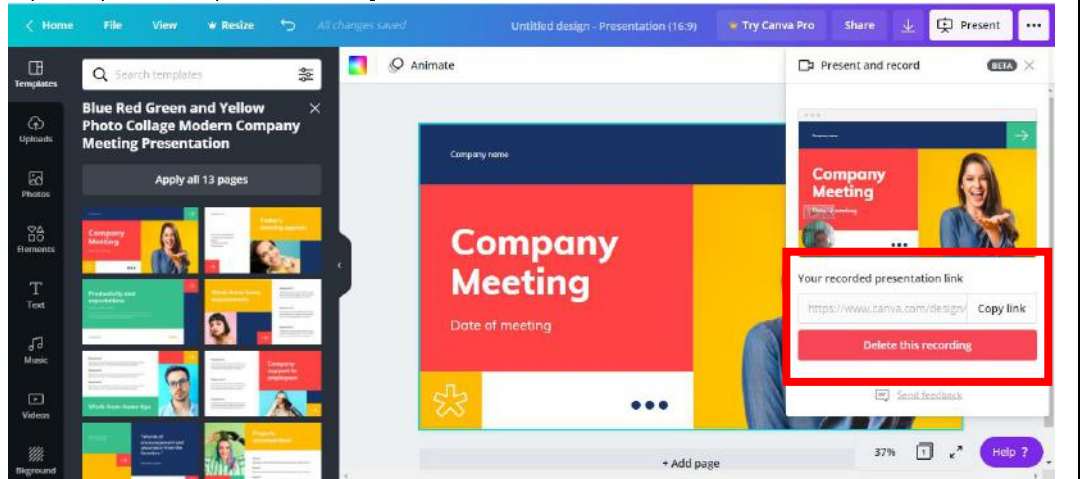 Home File View Resize All changes saved Untitled design - Presentation (16:9) Try Canva Pro Share Present
Templates
Uploads
Photos
Elements
Text
Music
Videos
Bkground
Search templates
Blue Red Green and Yellow
Photo Collage Modern Company
Meeting Presentation
Apply all 13 pages
Company
Meeting
Productivity and
expectations
Work-from-home tips
Company
support to
employees
Animate
Company name
Company
Meeting
Date of meeting
+ Add page
Present and record BETA
Company
Meeting
Your recorded presentation link
https://www.canva.com/design/ Copy link
Delete this recording
Send feedback
37% 1 Help ?